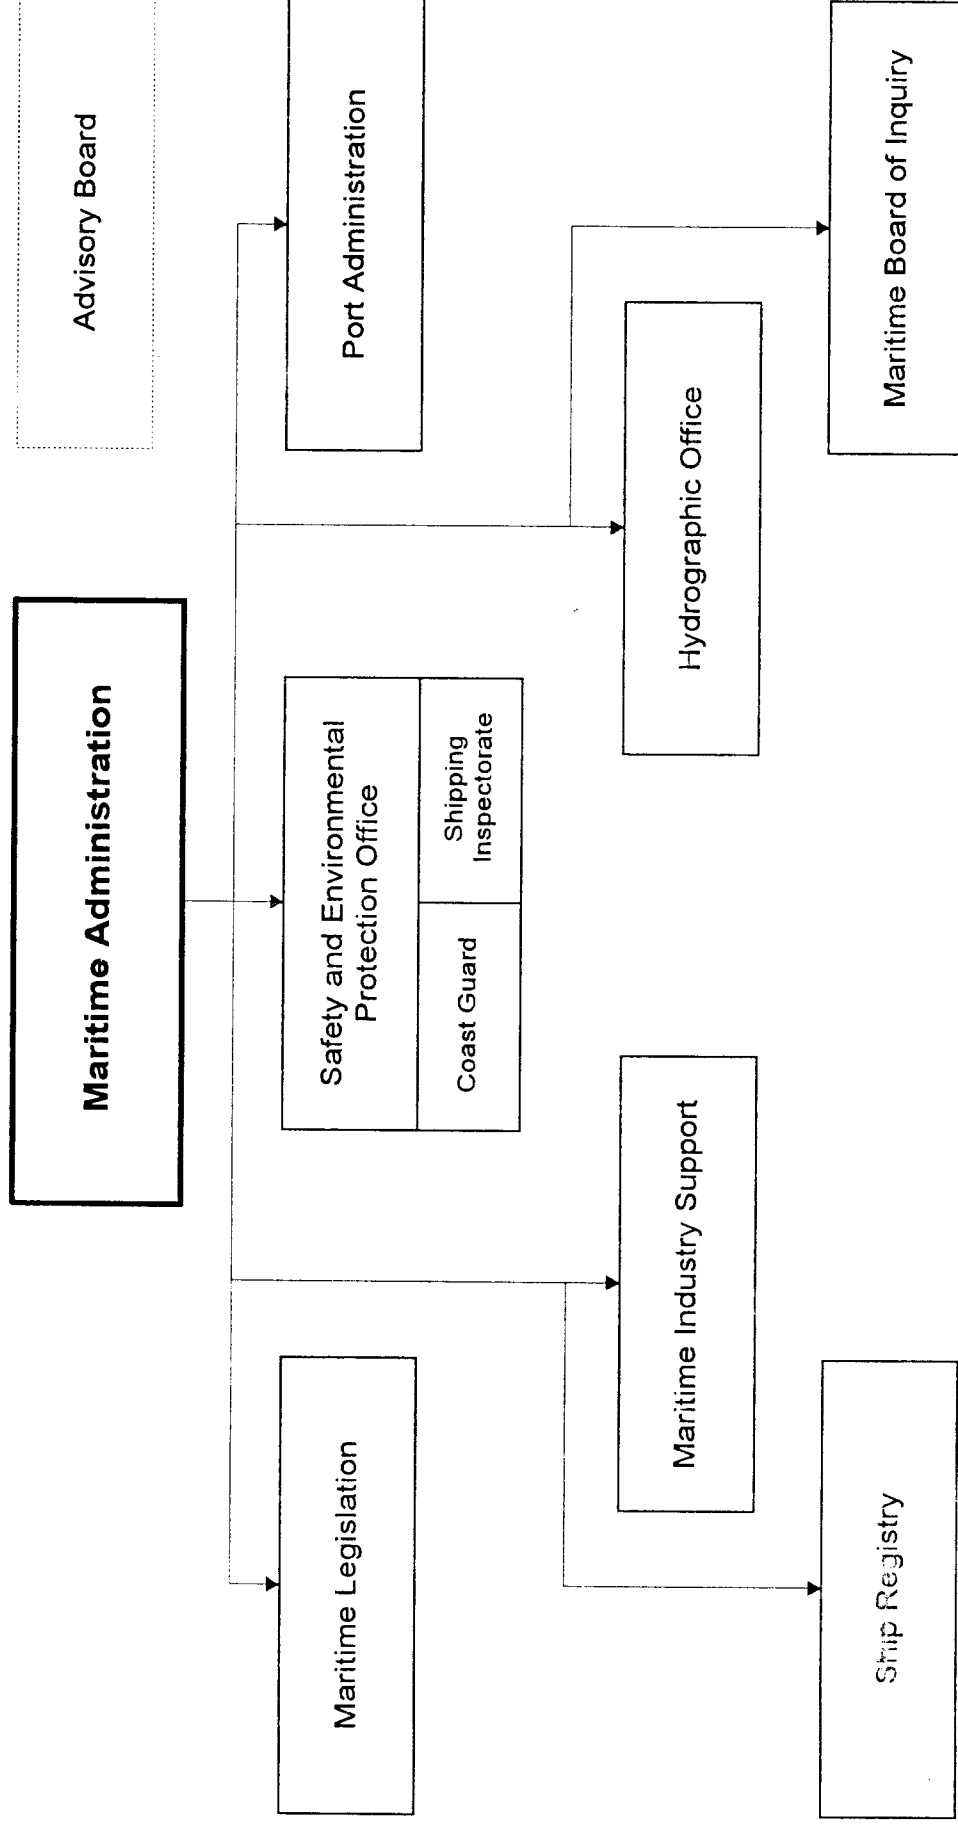 Maritime Administration
Advisory Board
Maritime Legislation
Safety and Environmental
Protection Office
Coast Guard
Shipping
Inspectorate
Port Administration
Maritime Industry Support
Hydrographic Office
Ship Registry
Maritime Board of Inquiry